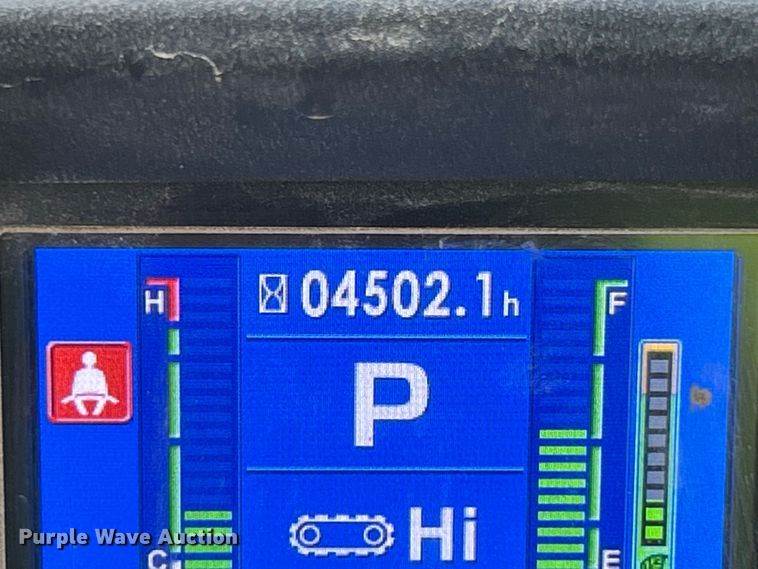 H 04502.1h F
P
Hi
Purple Wave Auction
C E